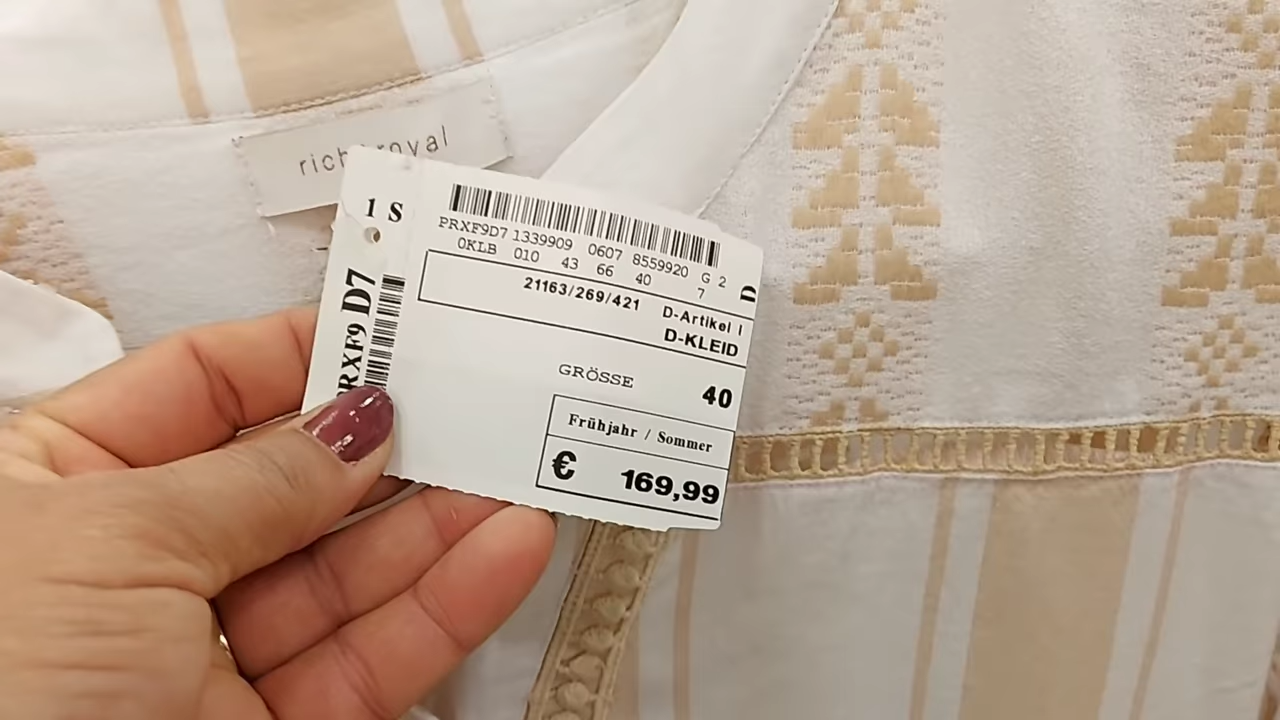 rich royal
1 S
PRXF9D7 1339909 0607 8559920 G 2
0KLB 010 43 66 40 7
D
21163/269/421 D-Artikel I
D-KLEID
RXF9 D7
GRÖSSE 40
Frühjahr / Sommer
€ 169,99